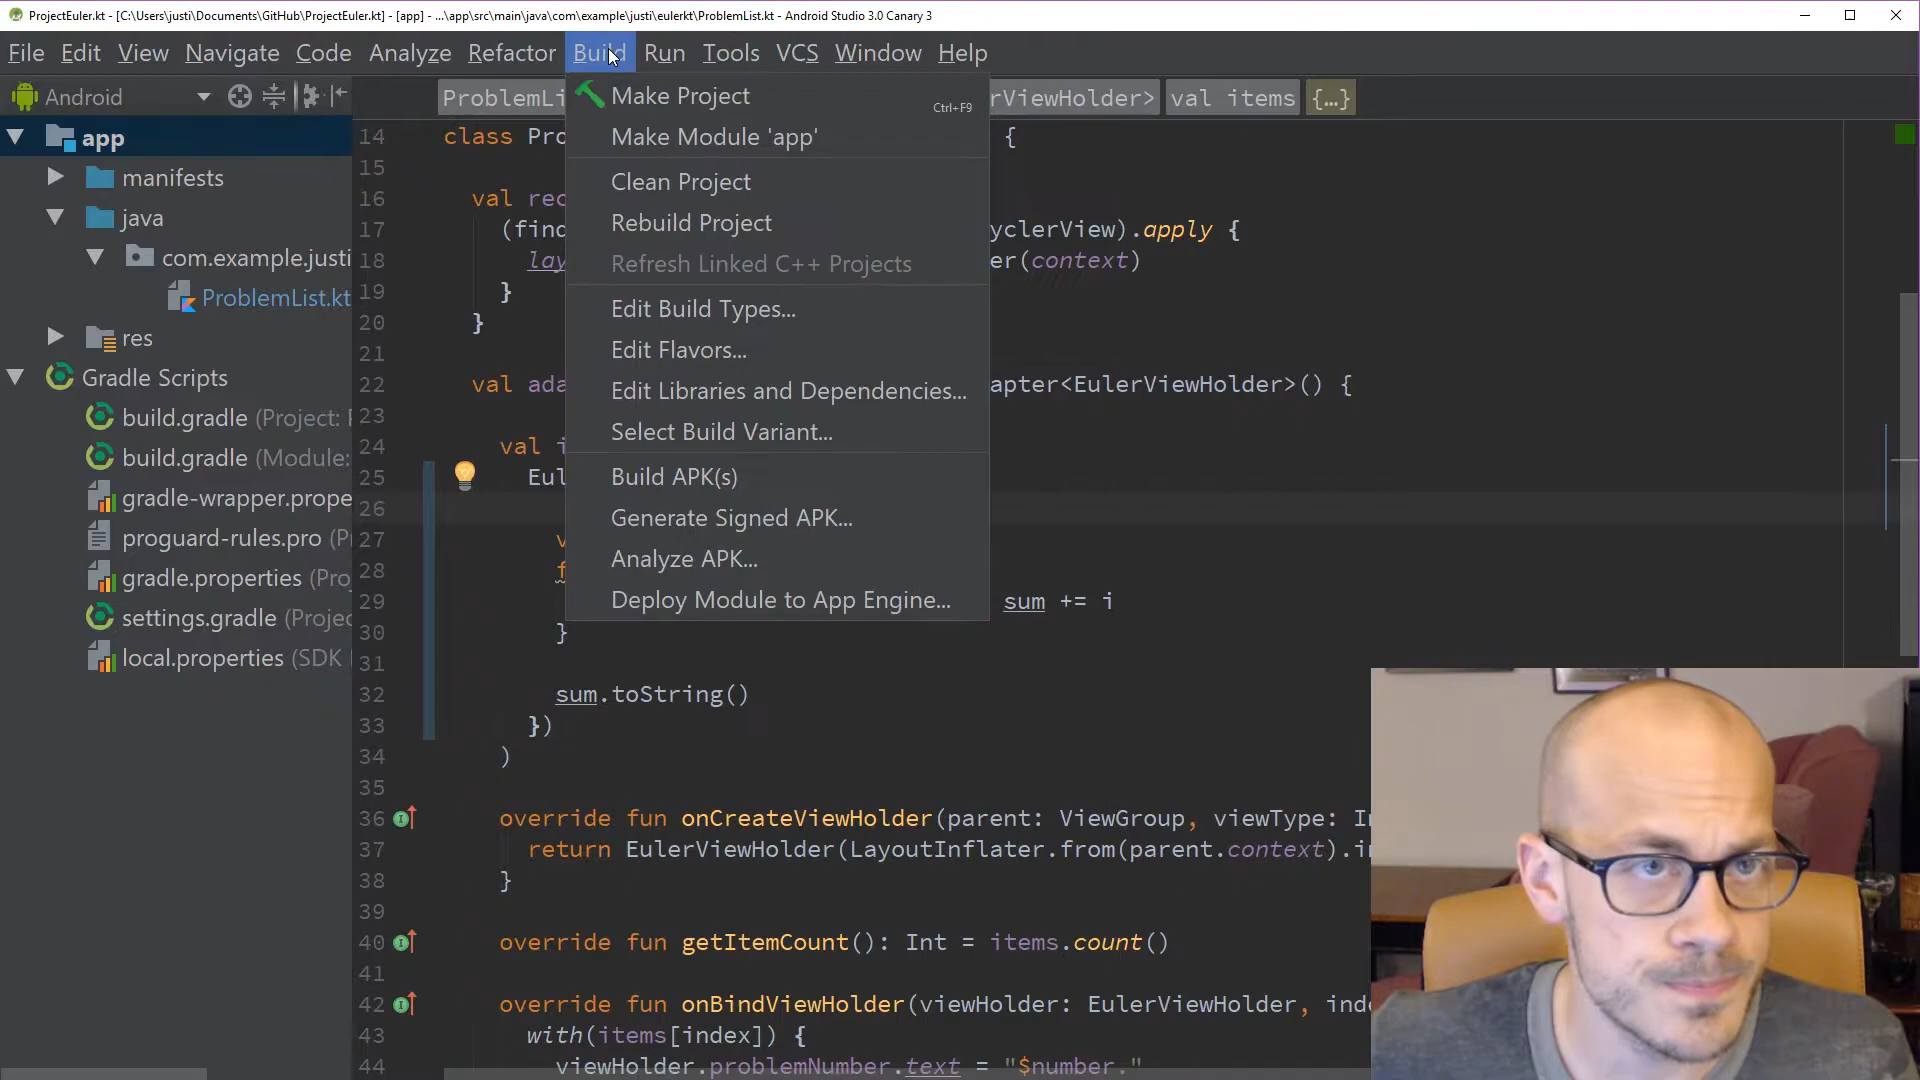 ProjectEuler.kt - [C:\Users\justi\Documents\GitHub\ProjectEuler.kt] - [app] - ...\app\src\main\java\com\example\justi\eulerkt\ProblemList.kt - Android Studio 3.0 Canary 3
File Edit View Navigate Code Analyze Refactor Build Run Tools VCS Window Help
Android
ProblemLi
rViewHolder>
val items
{...}
app
manifests
java
com.example.justi
ProblemList.kt
res
Gradle Scripts
build.gradle (Project:
build.gradle (Module:
gradle-wrapper.prope
proguard-rules.pro (Pro
gradle.properties (Pro
settings.gradle (Projec
local.properties (SDK
Make Project Ctrl+F9
Make Module 'app'
Clean Project
Rebuild Project
Refresh Linked C++ Projects
Edit Build Types...
Edit Flavors...
Edit Libraries and Dependencies...
Select Build Variant...
Build APK(s)
Generate Signed APK...
Analyze APK...
Deploy Module to App Engine...
14 class Pro {
15
16 val rec
17 (find yclerView).apply {
18 lay er(context)
19 }
20 }
21
22 val ada apter<EulerViewHolder>() {
23
24 val i
25 Eul
26
27 v
28 f
29 sum += i
30 }
31
32 sum.toString()
33 })
34 )
35
36 override fun onCreateViewHolder(parent: ViewGroup, viewType: In
37 return EulerViewHolder(LayoutInflater.from(parent.context).in
38 }
39
40 override fun getItemCount(): Int = items.count()
41
42 override fun onBindViewHolder(viewHolder: EulerViewHolder, inde
43 with(items[index]) {
44 viewHolder.problemNumber.text = "$number."